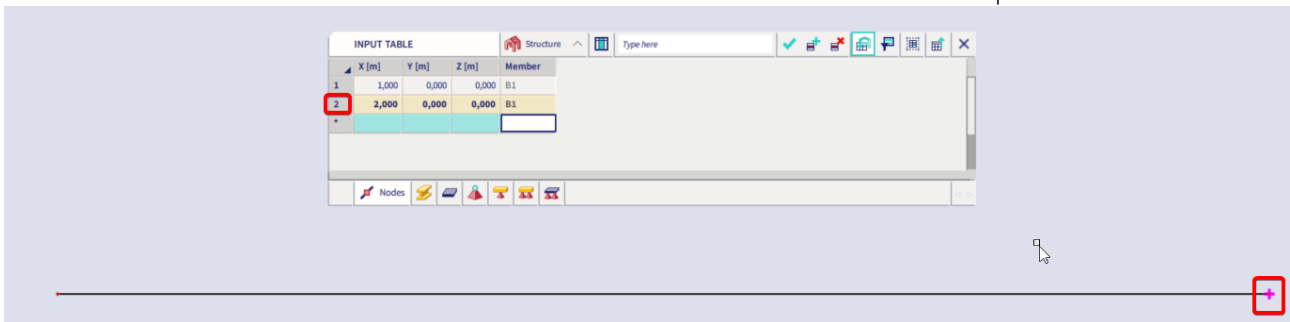 INPUT TABLE Structure Type here
X [m] Y [m] Z [m] Member
1 1,000 0,000 0,000 B1
2 2,000 0,000 0,000 B1
*
Nodes